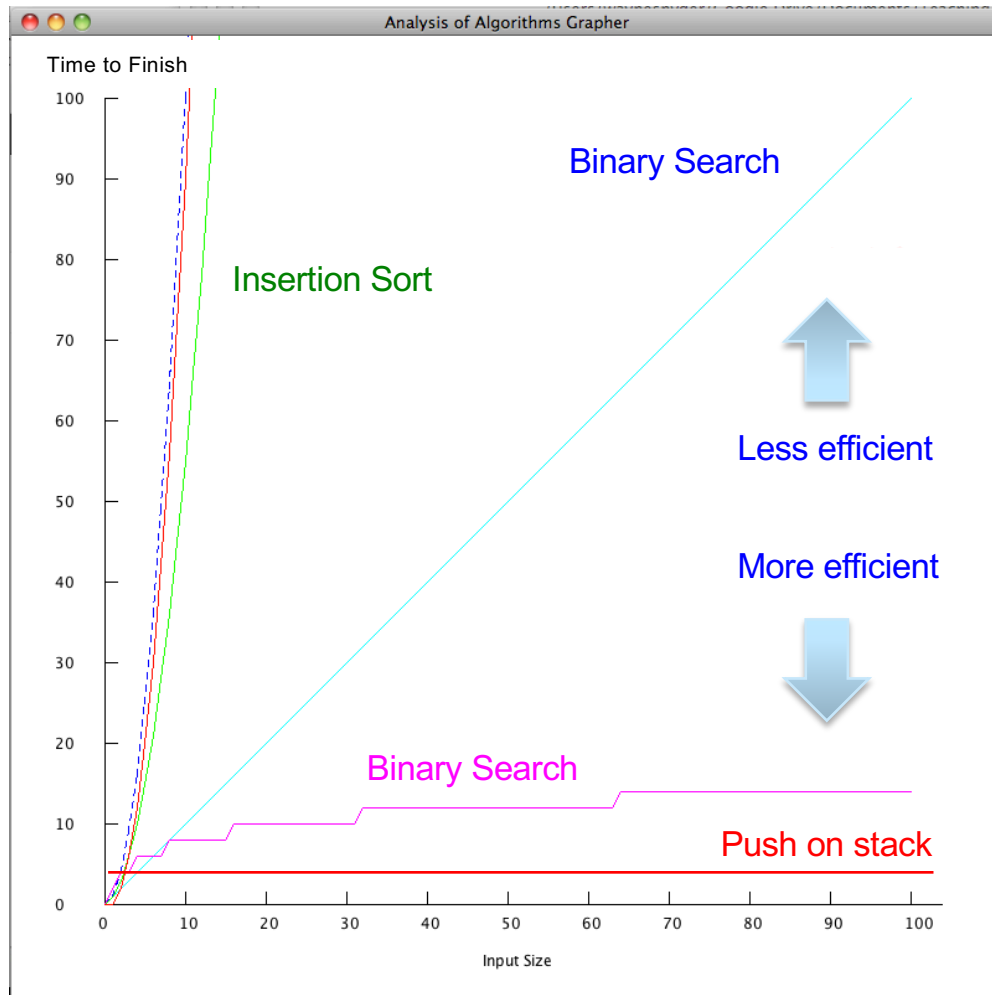 Analysis of Algorithms Grapher
Time to Finish
100
90
80
70
60
50
40
30
20
10
0
Binary Search
Insertion Sort
Less efficient
More efficient
Binary Search
Push on stack
0 10 20 30 40 50 60 70 80 90 100
Input Size